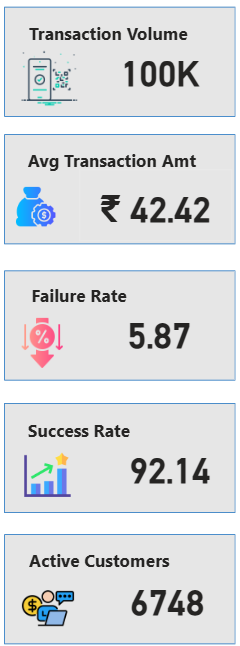 Transaction Volume
100K
Avg Transaction Amt
₹ 42.42
Failure Rate
%
5.87
Success Rate
92.14
Active Customers
$
6748